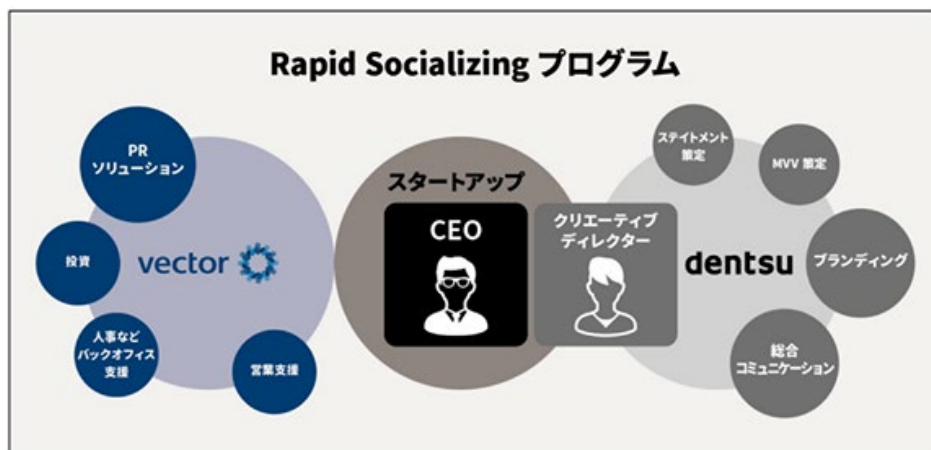 Rapid Socializing プログラム
PR
ソリューション
投資
人事など
バックオフィス
支援
営業支援
vector
スタートアップ
CEO
クリエーティブ
ディレクター
dentsu
ステイトメント
策定
MVV 策定
ブランディング
総合
コミュニケーション